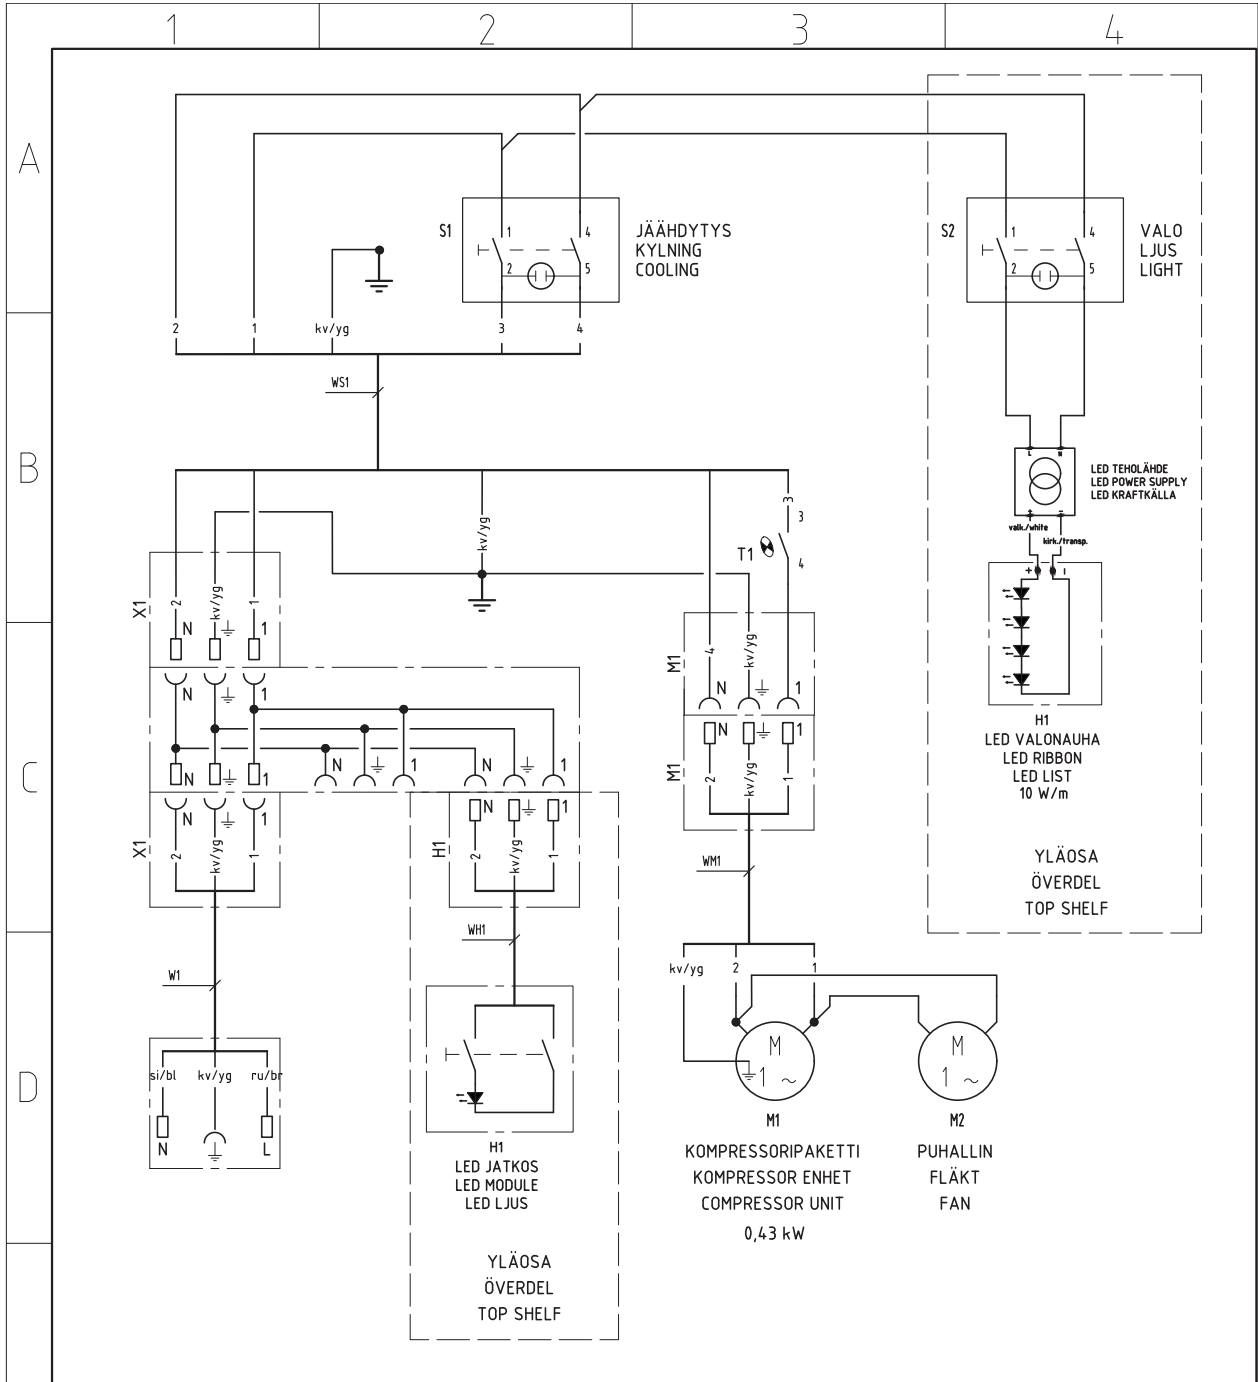 1 2 3 4
A
S1
1 4
2 5
JÄÄHDYTYS
KYLNING
COOLING
S2
1 4
2 5
VALO
LJUS
LIGHT
2 1 kv/yg 3 4
WS1
B
L N
LED TEHOLÄHDE
LED POWER SUPPLY
LED KRAFTKÄLLA
+ -
valk./white
kirk./transp.
kv/yg
3
3
T1
4
+ -
X1
2 kv/yg 1
N 1
N 1
M1
4 kv/yg
N 1
H1
LED VALONAUHA
LED RIBBON
LED LIST
10 W/m
C
N 1
1
N 1
N 1
M1
2 kv/yg 1
N 1
X1
N 1
2 kv/yg 1
H1
N 1
2 kv/yg 1
WM1
YLÄOSA
ÖVERDEL
TOP SHELF
WH1
W1
kv/yg 2 1
D
si/bl kv/yg ru/br
N L
M
1 ~
M
1 ~
M1
KOMPRESSORIPAKETTI
KOMPRESSOR ENHET
COMPRESSOR UNIT
0,43 kW
M2
PUHALLIN
FLÄKT
FAN
H1
LED JATKOS
LED MODULE
LED LJUS
YLÄOSA
ÖVERDEL
TOP SHELF